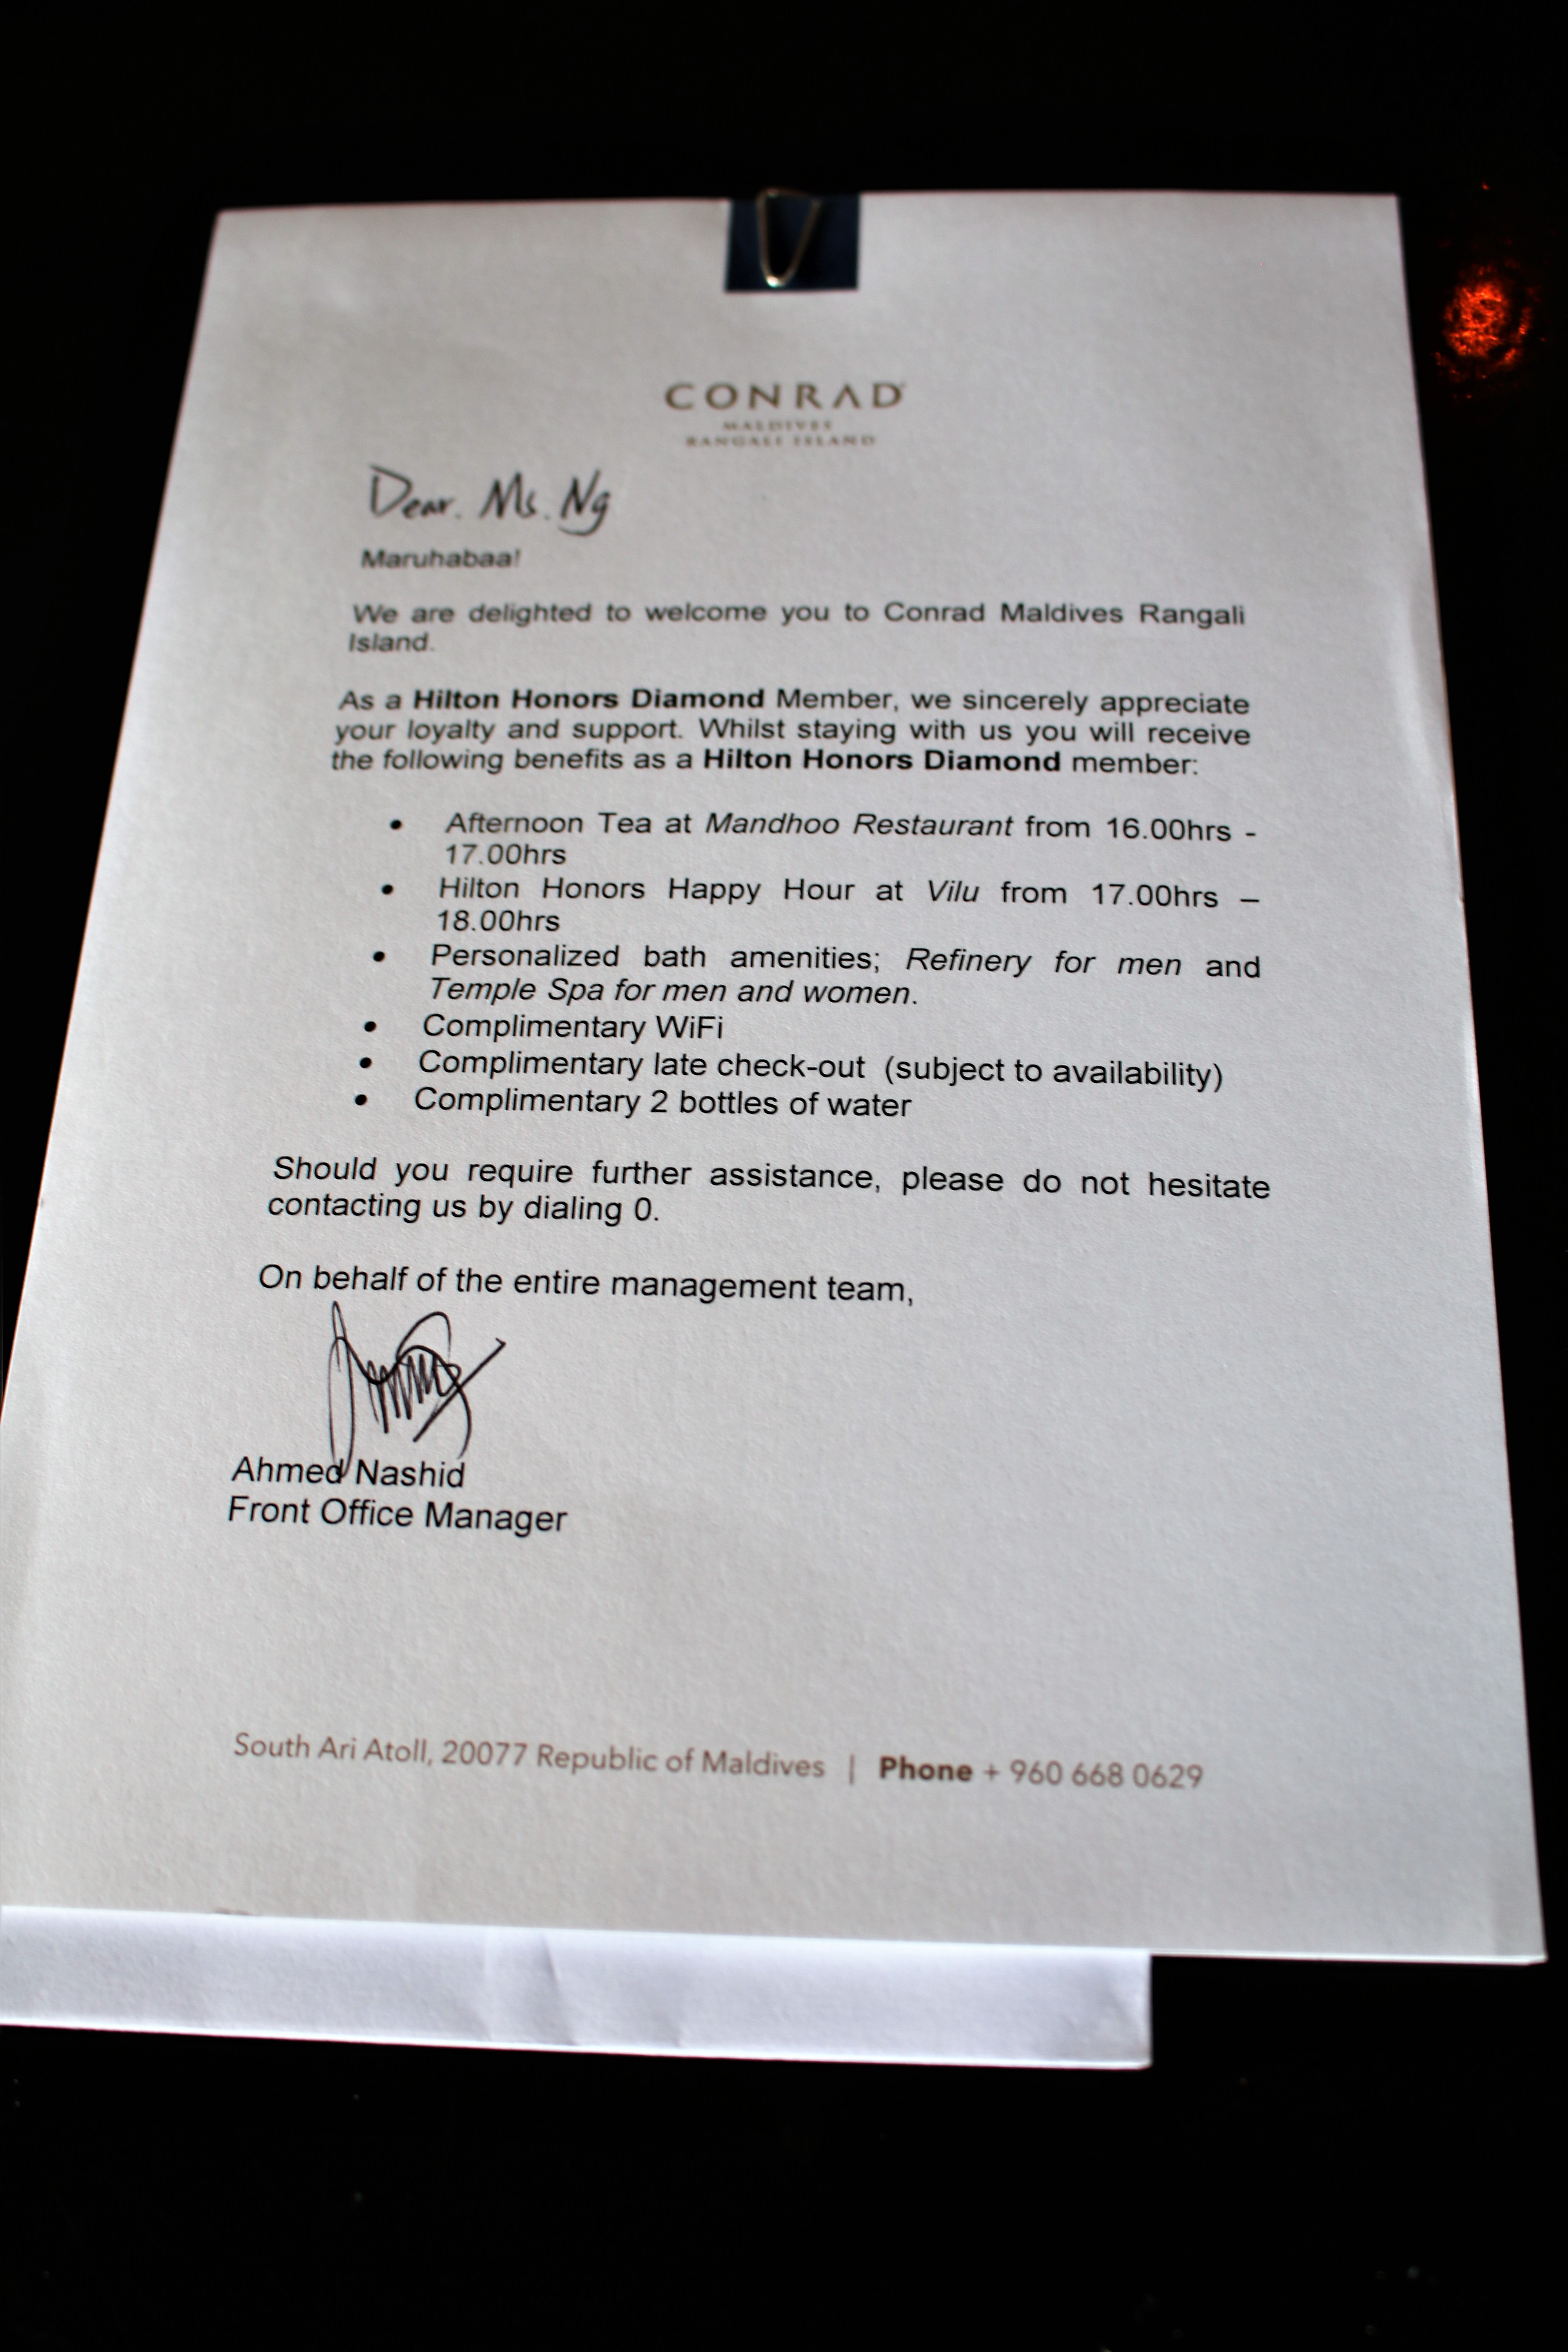 CONRAD
MALDIVES
RANGALI ISLAND
Dear. Ms. Ng
Maruhabaa!
We are delighted to welcome you to Conrad Maldives Rangali
Island.
As a Hilton Honors Diamond Member, we sincerely appreciate
your loyalty and support. Whilst staying with us you will receive
the following benefits as a Hilton Honors Diamond member:
• Afternoon Tea at Mandhoo Restaurant from 16.00hrs -
17.00hrs
• Hilton Honors Happy Hour at Vilu from 17.00hrs –
18.00hrs
• Personalized bath amenities; Refinery for men and
Temple Spa for men and women.
• Complimentary WiFi
• Complimentary late check-out (subject to availability)
• Complimentary 2 bottles of water
Should you require further assistance, please do not hesitate
contacting us by dialing 0.
On behalf of the entire management team,
Ahmed Nashid
Front Office Manager
South Ari Atoll, 20077 Republic of Maldives | Phone + 960 668 0629